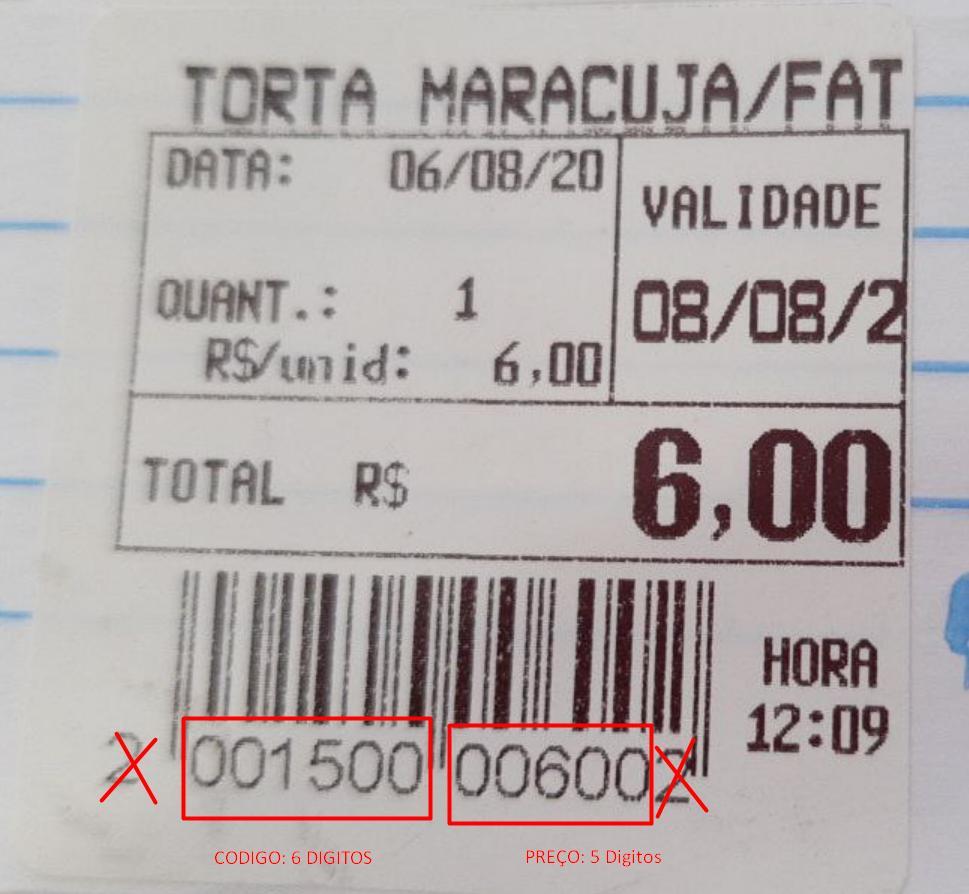 TORTA MARACUJA/FAT
DATA: 06/08/20
VALIDADE
08/08/2
QUANT.: 1
R$/unid: 6,00
TOTAL R$ 6,00
HORA
12:09
2 001500 00600 2
CODIGO: 6 DIGITOS
PREÇO: 5 Digitos